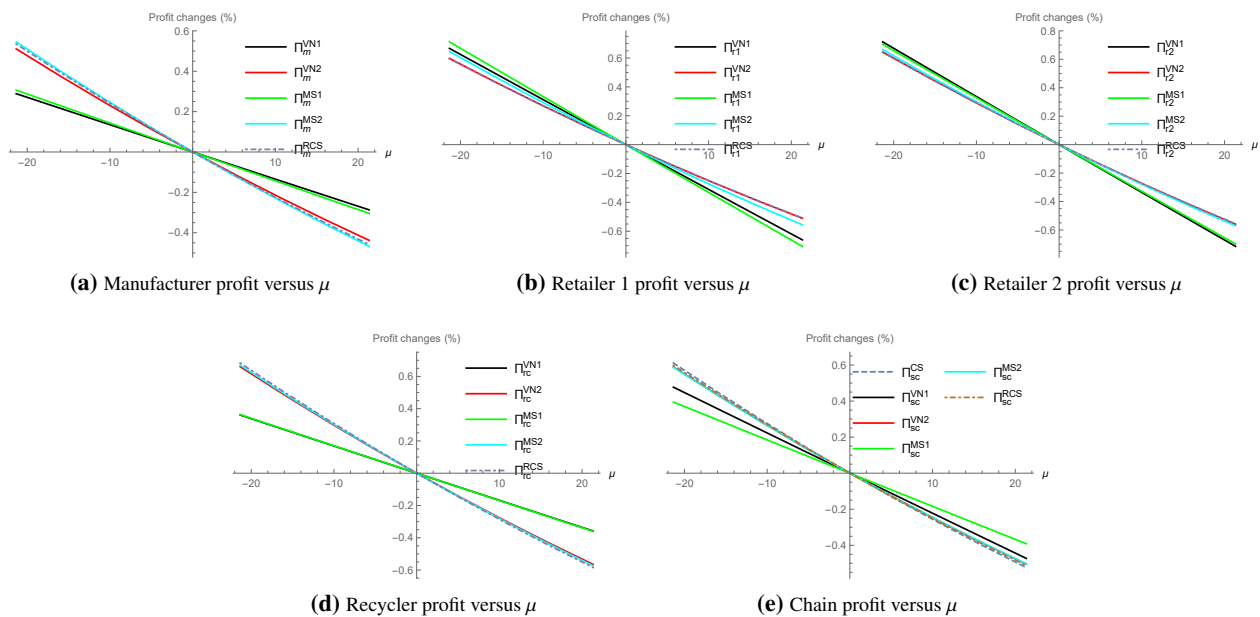 Profit changes (%)
0.6
0.4
0.2
-0.2
-0.4
-20
-10
10
20
μ
Π_m^VN1
Π_m^VN2
Π_m^MS1
Π_m^MS2
Π_m^RCS
(a) Manufacturer profit versus μ
Profit changes (%)
0.6
0.4
0.2
-0.2
-0.4
-0.6
-20
-10
10
20
μ
Π_r1^VN1
Π_r1^VN2
Π_r1^MS1
Π_r1^MS2
Π_r1^RCS
(b) Retailer 1 profit versus μ
Profit changes (%)
0.8
0.6
0.4
0.2
-0.2
-0.4
-0.6
-20
-10
10
20
μ
Π_r2^VN1
Π_r2^VN2
Π_r2^MS1
Π_r2^MS2
Π_r2^RCS
(c) Retailer 2 profit versus μ
Profit changes (%)
0.6
0.4
0.2
-0.2
-0.4
-0.6
-20
-10
10
20
μ
Π_rc^VN1
Π_rc^VN2
Π_rc^MS1
Π_rc^MS2
Π_rc^RCS
(d) Recycler profit versus μ
Profit changes (%)
0.6
0.4
0.2
-0.2
-0.4
-20
-10
10
20
μ
Π_sc^CS
Π_sc^VN1
Π_sc^VN2
Π_sc^MS1
Π_sc^MS2
Π_sc^RCS
(e) Chain profit versus μ